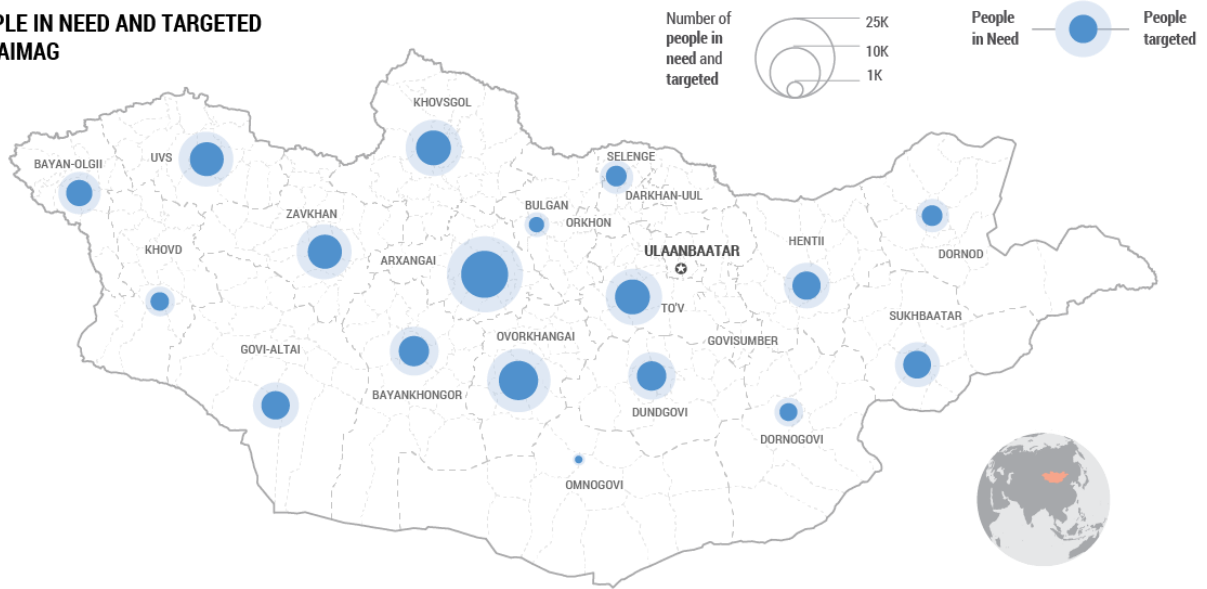 PLE IN NEED AND TARGETED
AIMAG
Number of
people in
need and
targeted
25K
10K
1K
People
in Need
People
targeted
KHOVSGOL
BAYAN-OLGII
UVS
SELENGE
DARKHAN-UUL
ZAVKHAN
BULGAN
ORKHON
KHOVD
ARXANGAI
ULAANBAATAR
HENTII
DORNOD
TO'V
SUKHBAATAR
GOVI-ALTAI
OVORKHANGAI
GOVISUMBER
BAYANKHONGOR
DUNDGOVI
DORNOGOVI
OMNOGOVI